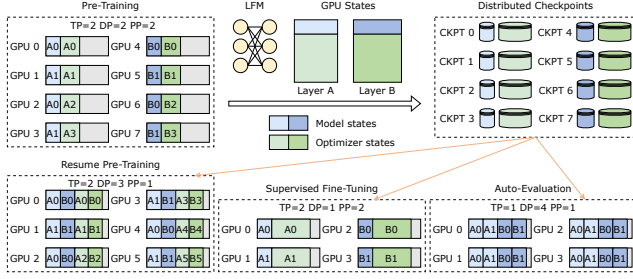 Pre-Training
TP=2 DP=2 PP=2
GPU 0 A0 A0 GPU 4 B0 B0
GPU 1 A1 A1 GPU 5 B1 B1
GPU 2 A0 A2 GPU 6 B0 B2
GPU 3 A1 A3 GPU 7 B1 B3
LFM
GPU States
Layer A Layer B
Model states
Optimizer states
Distributed Checkpoints
CKPT 0 CKPT 4
CKPT 1 CKPT 5
CKPT 2 CKPT 6
CKPT 3 CKPT 7
Resume Pre-Training
TP=2 DP=3 PP=1
GPU 0 A0 B0 A0 B0 GPU 3 A1 B1 A3 B3
GPU 1 A1 B1 A1 B1 GPU 4 A0 B0 A4 B4
GPU 2 A0 B0 A2 B2 GPU 5 A1 B1 A5 B5
Supervised Fine-Tuning
TP=2 DP=1 PP=2
GPU 0 A0 A0 GPU 2 B0 B0
GPU 1 A1 A1 GPU 3 B1 B1
Auto-Evaluation
TP=1 DP=4 PP=1
GPU 0 A0 A1 B0 B1 GPU 2 A0 A1 B0 B1
GPU 1 A0 A1 B0 B1 GPU 3 A0 A1 B0 B1